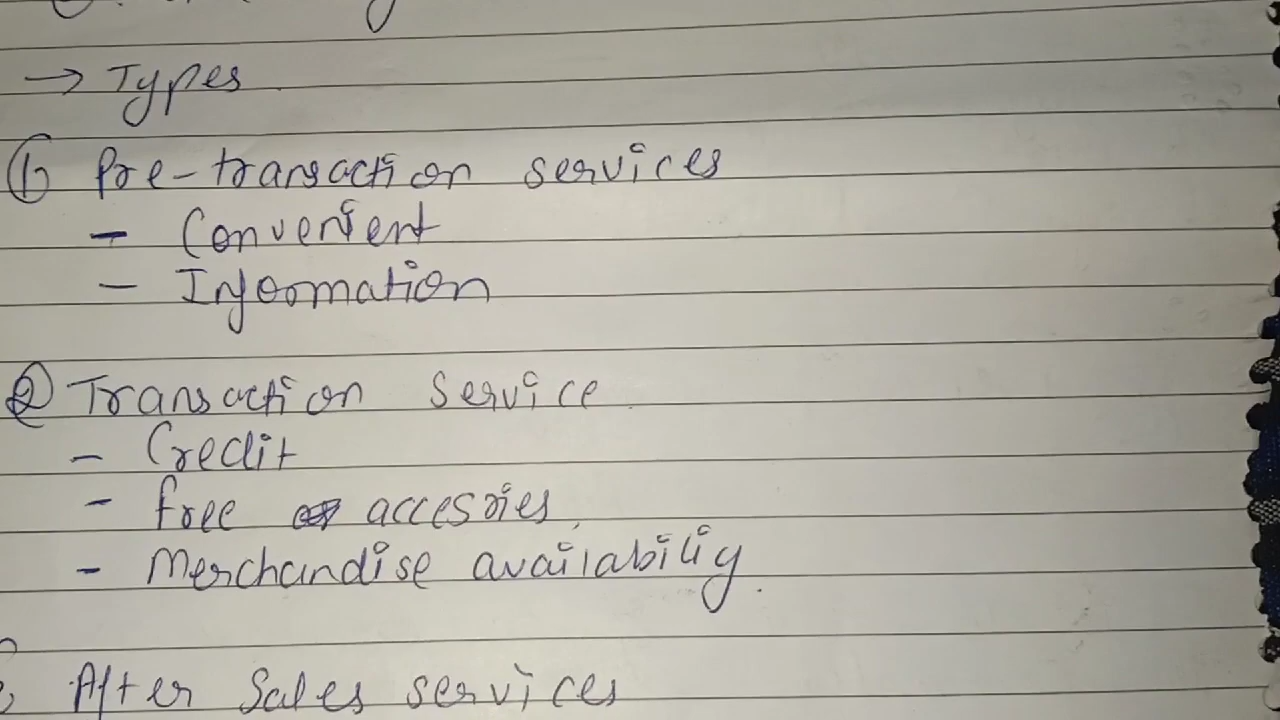 → Types
① Pre-transaction services
- Convenient
- Information
② Transaction service
- Credit
- free accesries
- Merchandise availabiliy.
After Sales services